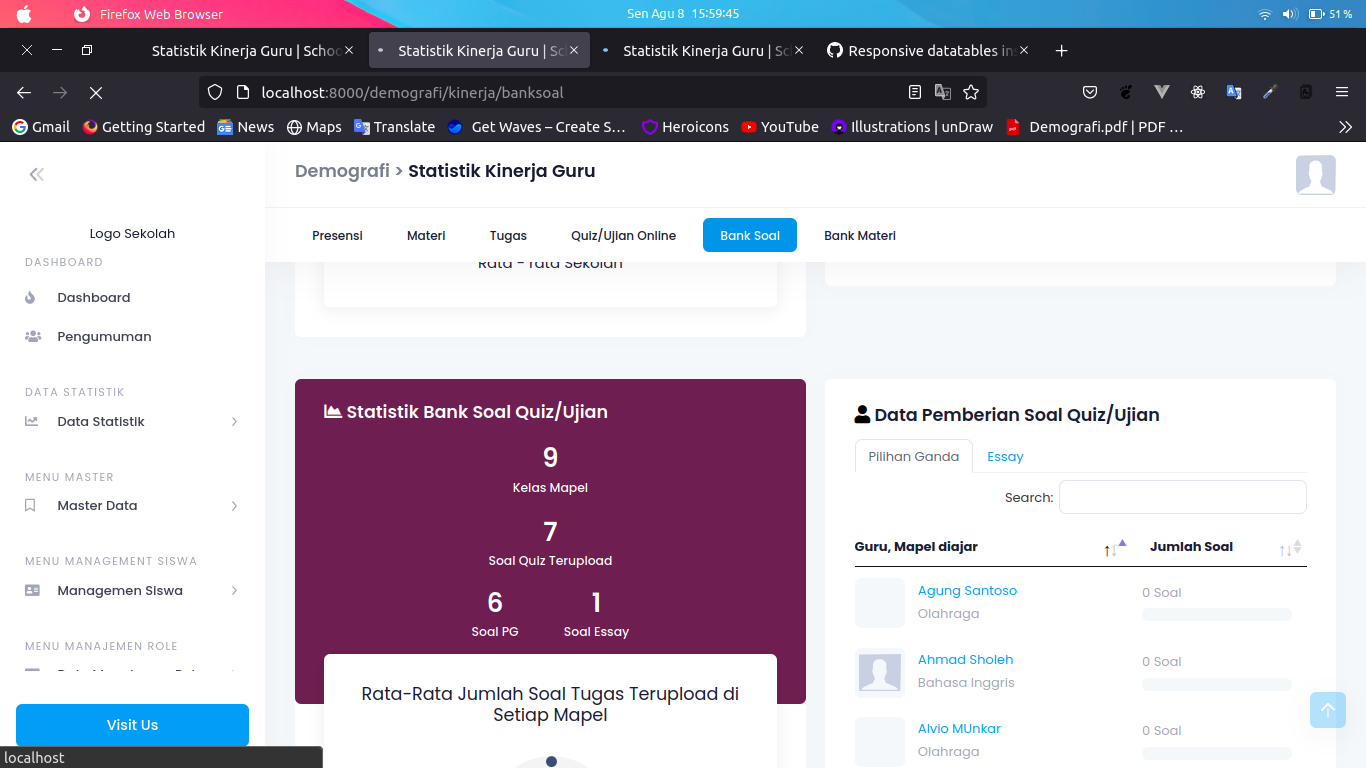 Firefox Web Browser
Sen Agu 8 15:59:45
51 %
Statistik Kinerja Guru | Schoo
Statistik Kinerja Guru | Sc
Statistik Kinerja Guru | Sc
Responsive datatables in
localhost:8000/demografi/kinerja/banksoal
Gmail
Getting Started
News
Maps
Translate
Get Waves – Create S...
Heroicons
YouTube
Illustrations | unDraw
Demografi.pdf | PDF ...
Demografi > Statistik Kinerja Guru
Presensi
Materi
Tugas
Quiz/Ujian Online
Bank Soal
Bank Materi
Logo Sekolah
DASHBOARD
Dashboard
Pengumuman
DATA STATISTIK
Data Statistik
MENU MASTER
Master Data
MENU MANAGEMENT SISWA
Managemen Siswa
MENU MANAJEMEN ROLE
Visit Us
localhost
Rata - rata Sekolah
Statistik Bank Soal Quiz/Ujian
9
Kelas Mapel
7
Soal Quiz Terupload
6
Soal PG
1
Soal Essay
Rata-Rata Jumlah Soal Tugas Terupload di
Setiap Mapel
Data Pemberian Soal Quiz/Ujian
Pilihan Ganda
Essay
Search:
Guru, Mapel diajar
Jumlah Soal
Agung Santoso
Olahraga
0 Soal
Ahmad Sholeh
Bahasa Inggris
0 Soal
Alvio MUnkar
Olahraga
0 Soal